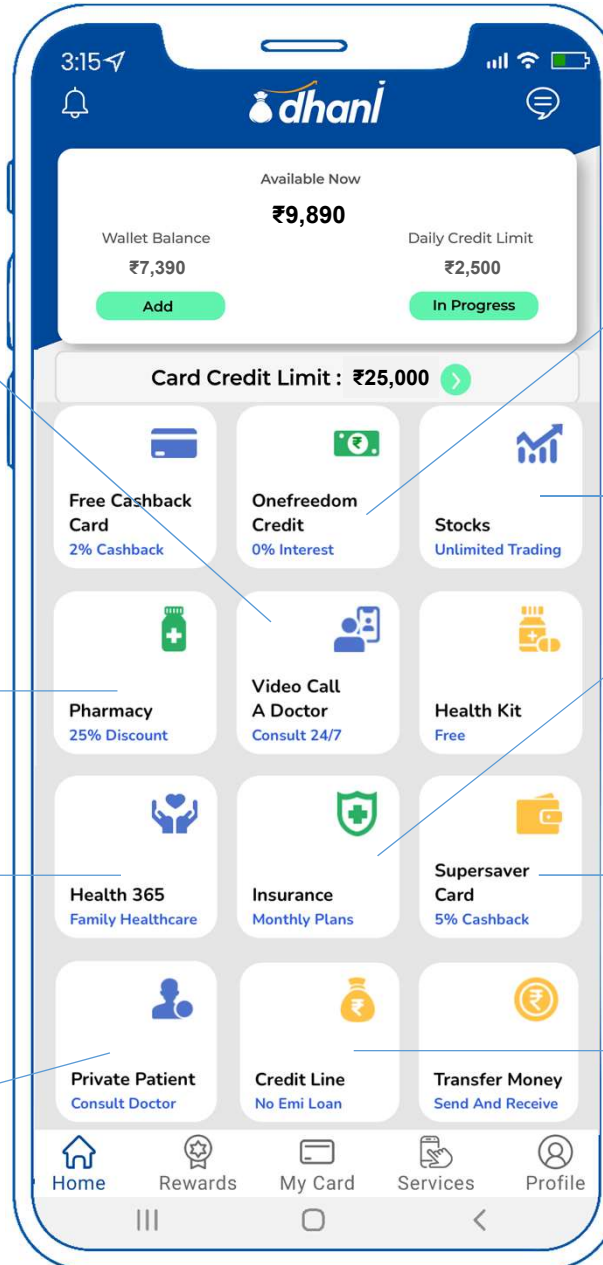 3:15
dhani
Available Now
₹9,890
Wallet Balance
Daily Credit Limit
₹7,390
₹2,500
Add
In Progress
Card Credit Limit : ₹25,000
Free Cashback
Card
2% Cashback
Onefreedom
Credit
0% Interest
Stocks
Unlimited Trading
Pharmacy
25% Discount
Video Call
A Doctor
Consult 24/7
Health Kit
Free
Health 365
Family Healthcare
Insurance
Monthly Plans
Supersaver
Card
5% Cashback
Private Patient
Consult Doctor
Credit Line
No Emi Loan
Transfer Money
Send And Receive
Home
Rewards
My Card
Services
Profile